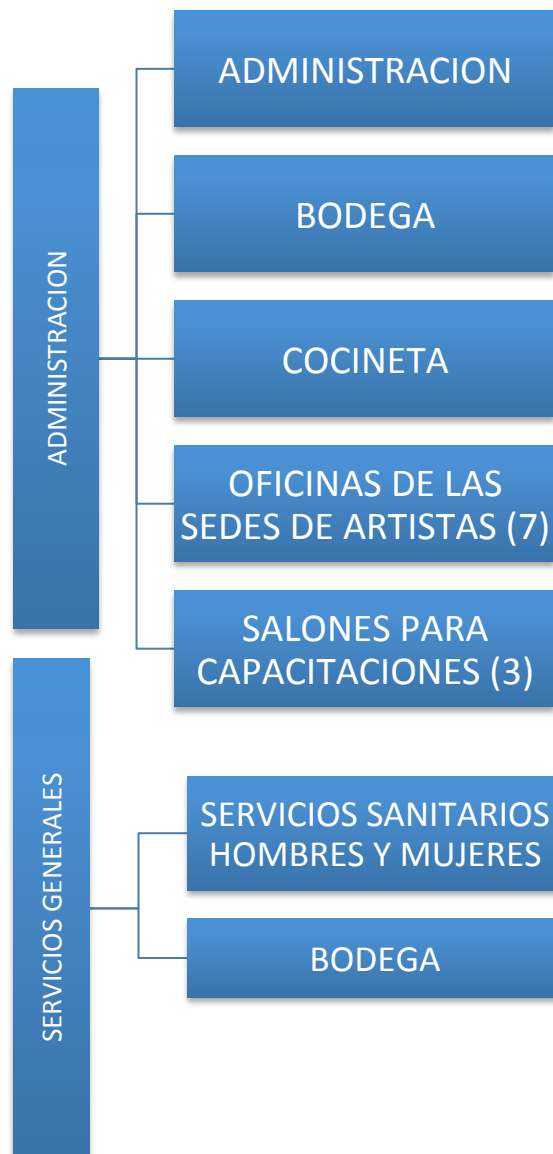 ADMINISTRACION
ADMINISTRACION
BODEGA
COCINETA
OFICINAS DE LAS
SEDES DE ARTISTAS (7)
SALONES PARA
CAPACITACIONES (3)
SERVICIOS GENERALES
SERVICIOS SANITARIOS
HOMBRES Y MUJERES
BODEGA